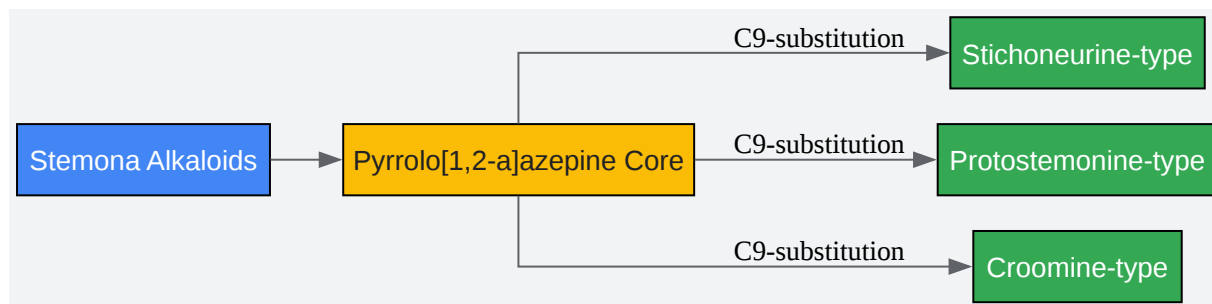 C9-substitution
Stichoneurine-type
Stemona Alkaloids
Pyrrolo[1,2-a]azepine Core
C9-substitution
Protostemonine-type
C9-substitution
Croomine-type